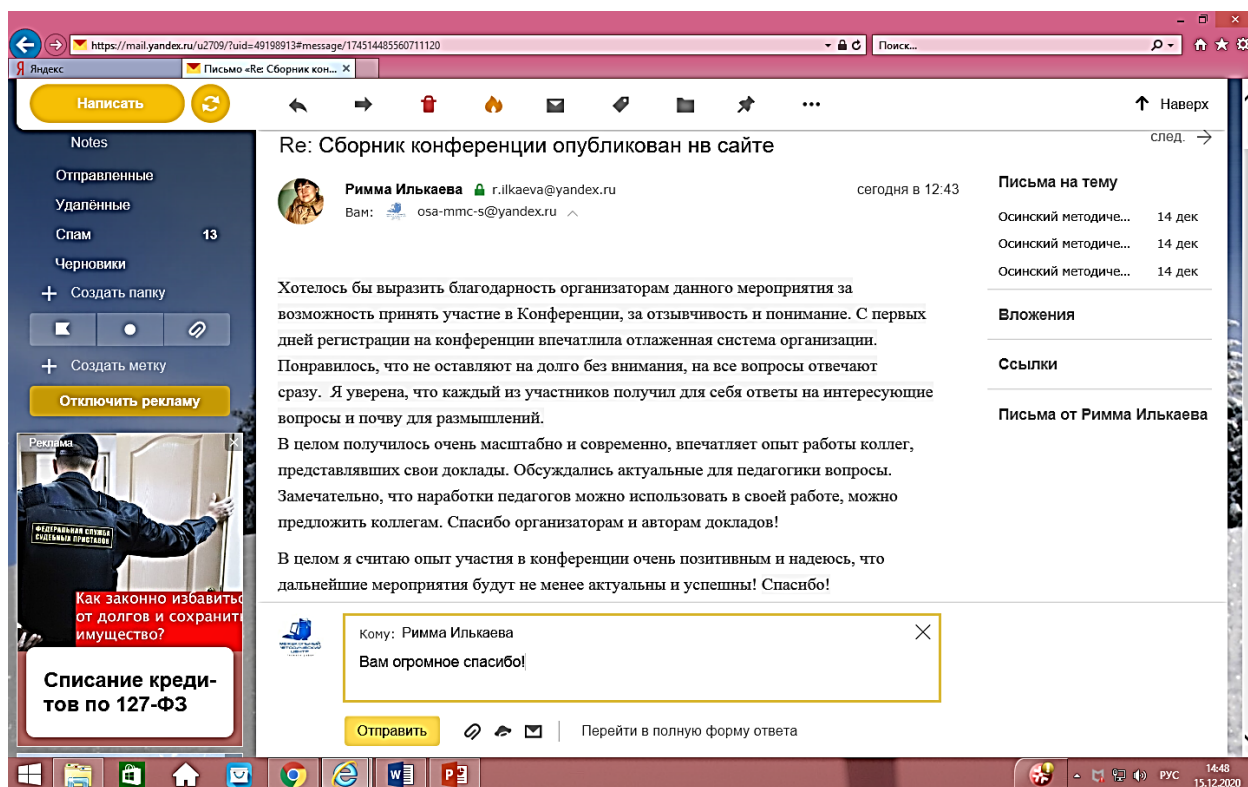 https://mail.yandex.ru/u2709/?uid=49198913#message/174514485560711120
Поиск...
Яндекс
Письмо «Re: Сборник кон...
Написать
Наверх
Notes
Отправленные
Удалённые
Спам 13
Черновики
Создать папку
Создать метку
Отключить рекламу
Реклама
ФЕДЕРАЛЬНАЯ СЛУЖБА
СУДЕБНЫХ ПРИСТАВОВ
Как законно избавитьс
от долгов и сохранит
имущество?
Списание креди-
тов по 127-ФЗ
след.
Re: Сборник конференции опубликован нв сайте
Римма Илькаева r.ilkaeva@yandex.ru сегодня в 12:43
Вам: osa-mmc-s@yandex.ru
Хотелось бы выразить благодарность организаторам данного мероприятия за
возможность принять участие в Конференции, за отзывчивость и понимание. С первых
дней регистрации на конференции впечатлила отлаженная система организации.
Понравилось, что не оставляют на долго без внимания, на все вопросы отвечают
сразу. Я уверена, что каждый из участников получил для себя ответы на интересующие
вопросы и почву для размышлений.
В целом получилось очень масштабно и современно, впечатляет опыт работы коллег,
представлявших свои доклады. Обсуждались актуальные для педагогики вопросы.
Замечательно, что наработки педагогов можно использовать в своей работе, можно
предложить коллегам. Спасибо организаторам и авторам докладов!
В целом я считаю опыт участия в конференции очень позитивным и надеюсь, что
дальнейшие мероприятия будут не менее актуальны и успешны! Спасибо!
Кому: Римма Илькаева
Вам огромное спасибо!
Отправить
Перейти в полную форму ответа
Письма на тему
Осинский методиче... 14 дек
Осинский методиче... 14 дек
Осинский методиче... 14 дек
Вложения
Ссылки
Письма от Римма Илькаева
РУС
14:48
15.12.2020